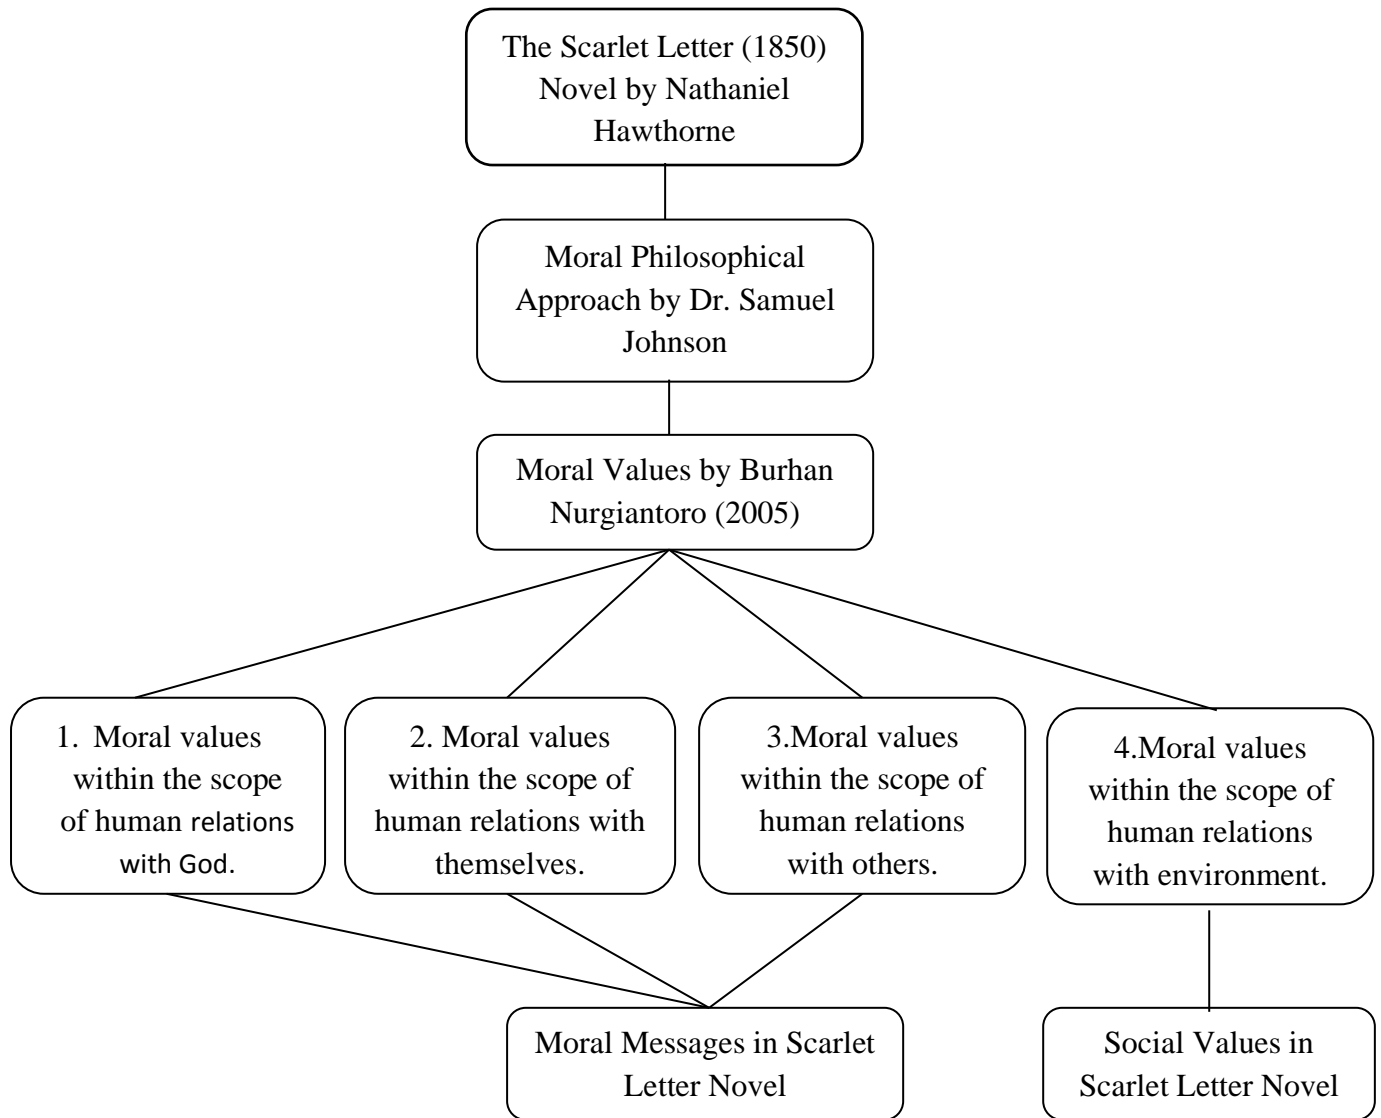 The Scarlet Letter (1850)
Novel by Nathaniel
Hawthorne
Moral Philosophical
Approach by Dr. Samuel
Johnson
Moral Values by Burhan
Nurgiantoro (2005)
1. Moral values
within the scope
of human relations
with God.
2. Moral values
within the scope of
human relations with
themselves.
3.Moral values
within the scope of
human relations
with others.
4.Moral values
within the scope of
human relations
with environment.
Moral Messages in Scarlet
Letter Novel
Social Values in
Scarlet Letter Novel